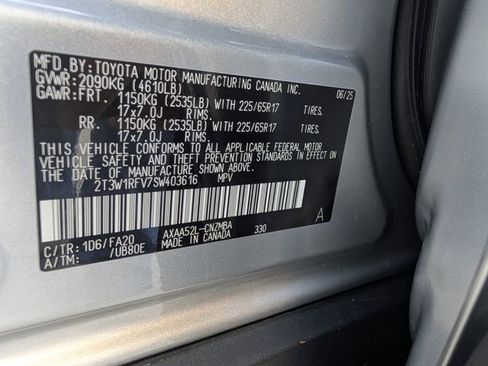 MFD. BY: TOYOTA MOTOR MANUFACTURING CANADA INC.
GVWR: 2090KG (4610LB) 06/25
GAWR: FRT. 1150KG (2535LB) WITH 225/65R17 TIRES,
17x7.0J RIMS,
RR. 1150KG (2535LB) WITH 225/65R17 TIRES,
17x7.0J RIMS,
THIS VEHICLE CONFORMS TO ALL APPLICABLE FEDERAL MOTOR
VEHICLE SAFETY AND THEFT PREVENTION STANDARDS IN EFFECT ON
THE DATE OF MANUFACTURE SHOWN ABOVE.
2T3W1RFV7SW403616 MPV
C/TR: 1D6/FA20 AXAA52L-CNZMBA 330 A
A/TM: /UB80E MADE IN CANADA